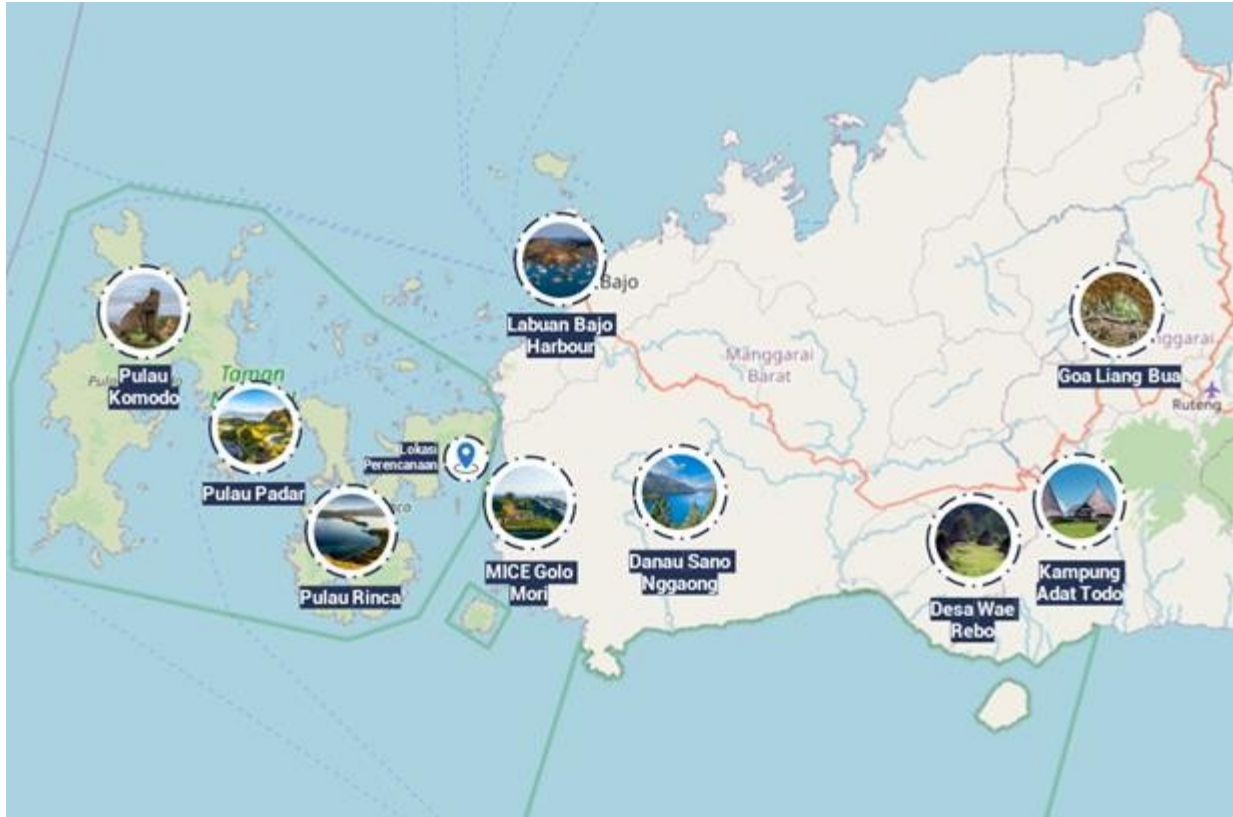 Bajo
Labuan Bajo
Harbour
Pulau
Komodo
Taman
Pulau Padar
Lokasi
Perencanaan
Pulau Rinca
MICE Golo
Mori
Danau Sano
Nggaong
Manggarai
Barat
Goa Liang Bua
Ruteng
Kampung
Adat Todo
Desa Wae
Rebo